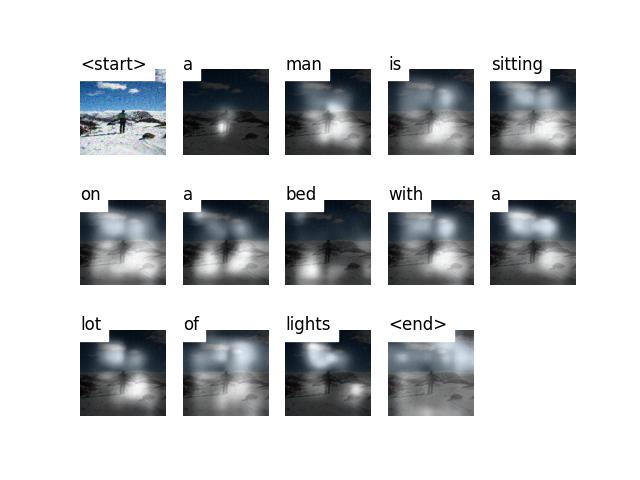 <start> a man is sitting
on a bed with a
lot of lights <end>